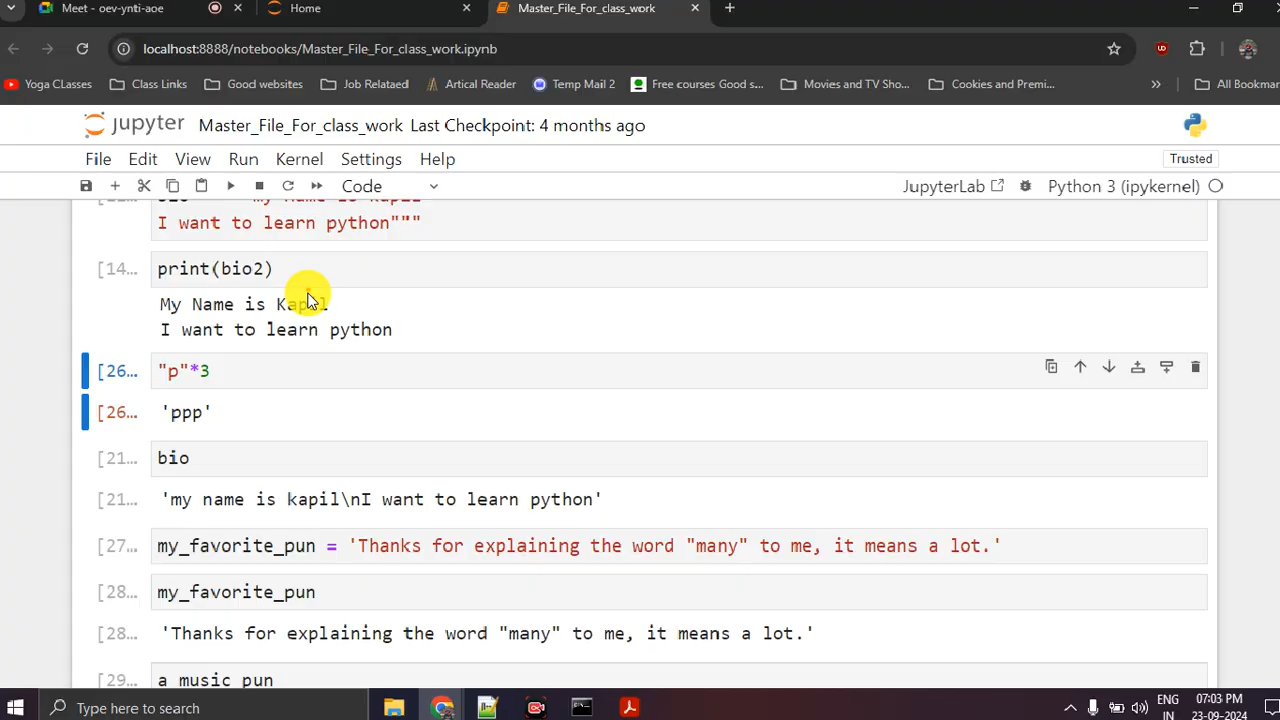 Meet - oev-ynti-aoe
Home
Master_File_For_class_work
localhost:8888/notebooks/Master_File_For_class_work.ipynb
Yoga Classes
Class Links
Good websites
Job Relataed
Artical Reader
Temp Mail 2
Free courses Good s...
Movies and TV Sho...
Cookies and Premi...
All Bookmar
jupyter Master_File_For_class_work Last Checkpoint: 4 months ago
File Edit View Run Kernel Settings Help
Trusted
Code
JupyterLab
Python 3 (ipykernel)
my Name is Kapil
I want to learn python"""
[14... print(bio2)
My Name is Kapil
I want to learn python
[26... "p"*3
[26... 'ppp'
[21... bio
[21... 'my name is kapil\nI want to learn python'
[27... my_favorite_pun = 'Thanks for explaining the word "many" to me, it means a lot.'
[28... my_favorite_pun
[28... 'Thanks for explaining the word "many" to me, it means a lot.'
[29... a_music_pun
Type here to search
ENG
IN
07:03 PM
23-09-2024